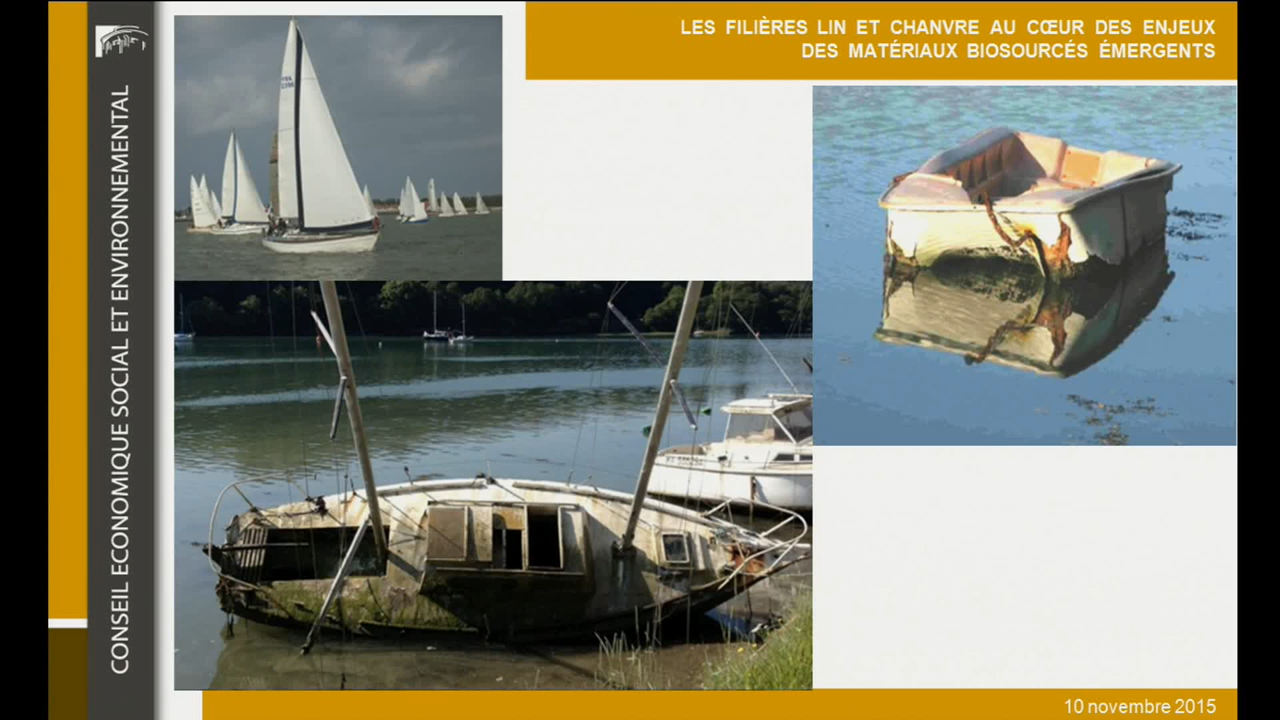 LES FILIÈRES LIN ET CHANVRE AU CŒUR DES ENJEUX
DES MATÉRIAUX BIOSOURCÉS ÉMERGENTS
CONSEIL ECONOMIQUE SOCIAL ET ENVIRONNEMENTAL
10 novembre 2015